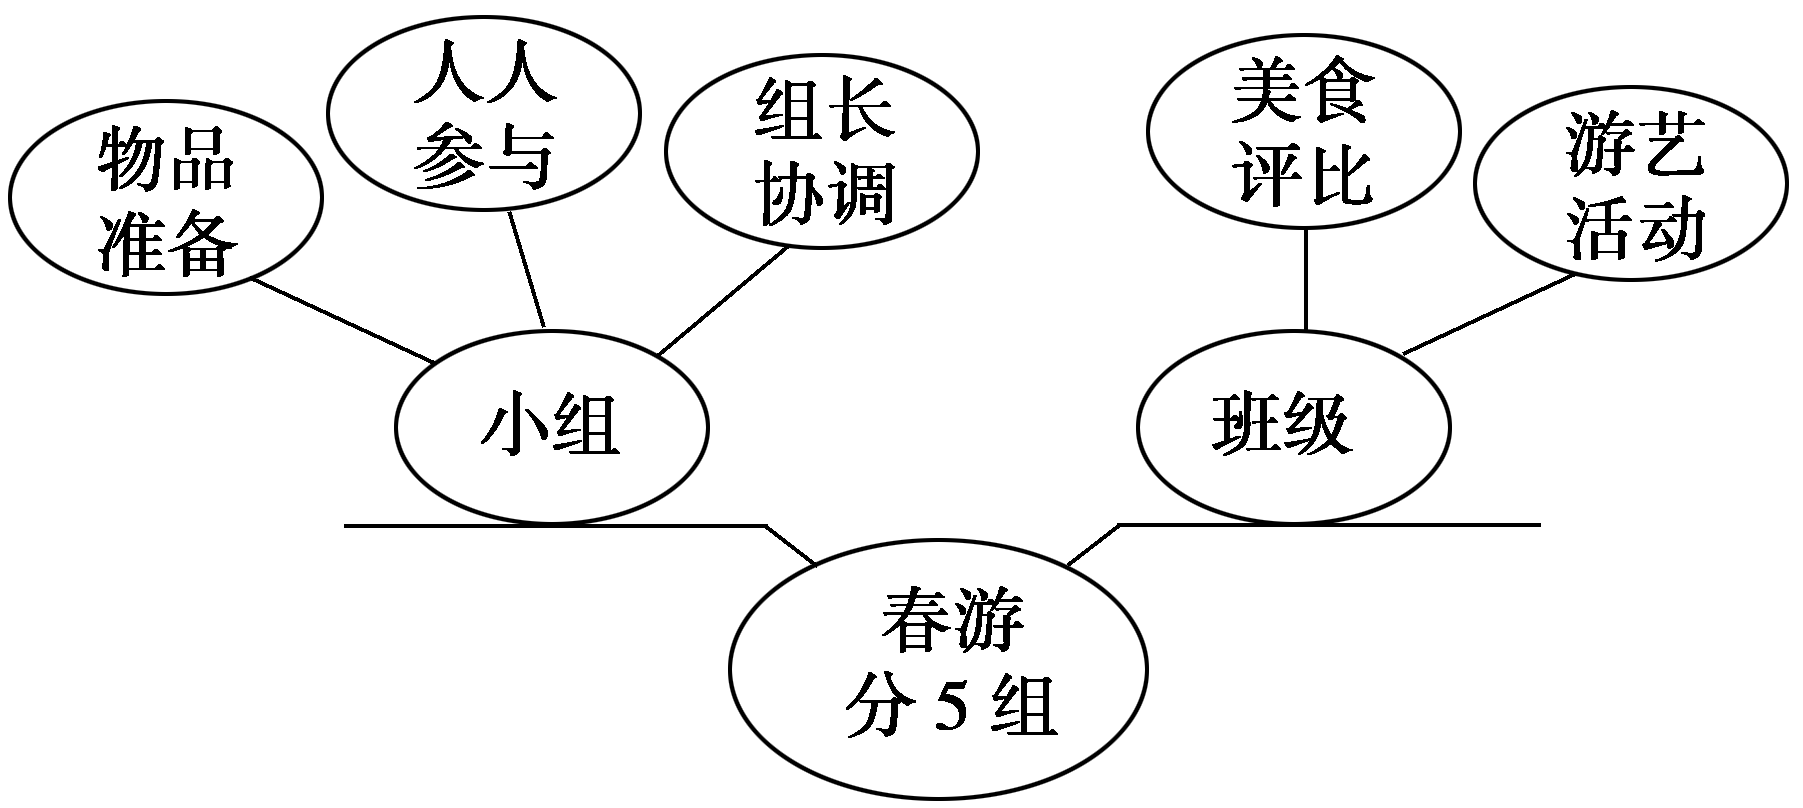 物品
准备
人人
参与
组长
协调
美食
评比
游艺
活动
小组
班级
春游
分5组